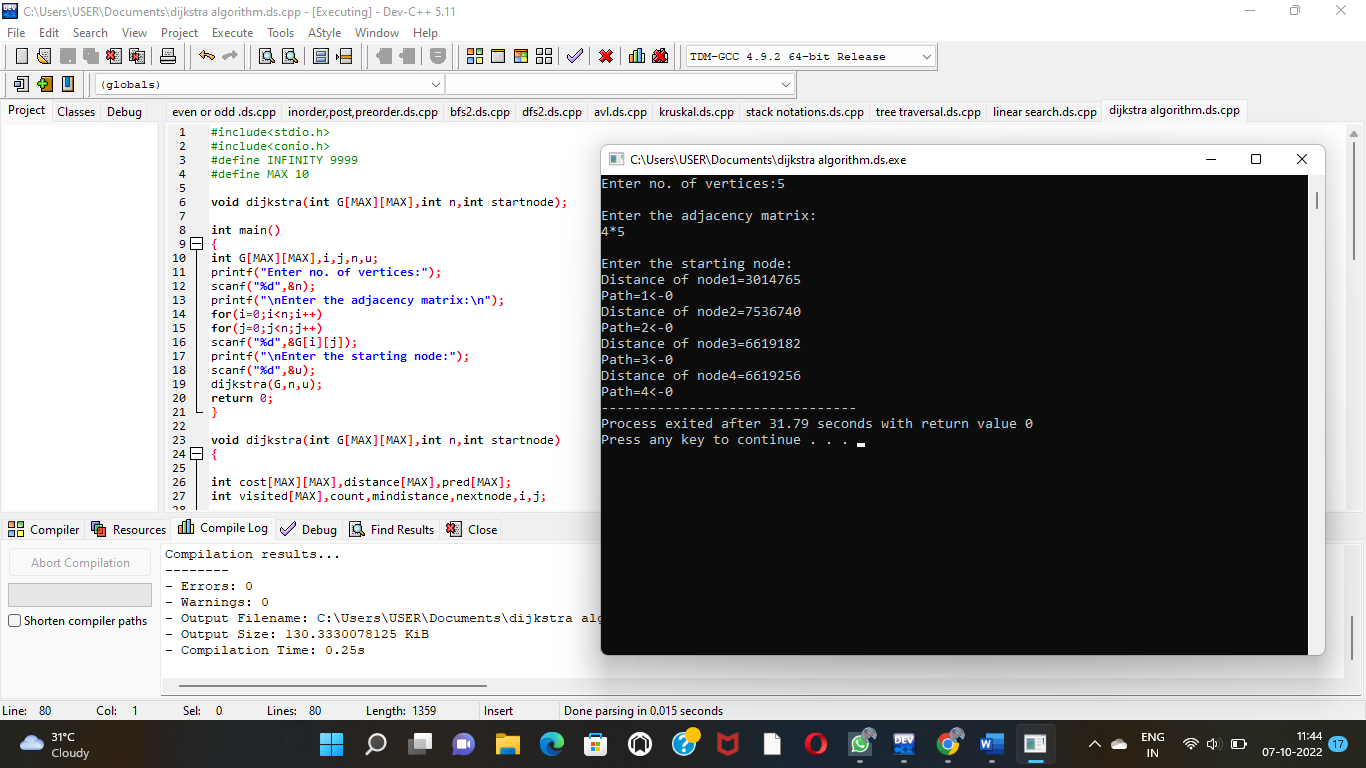 C:\Users\USER\Documents\dijkstra algorithm.ds.cpp - [Executing] - Dev-C++ 5.11
File Edit Search View Project Execute Tools AStyle Window Help
TDM-GCC 4.9.2 64-bit Release
(globals)
Project Classes Debug
even or odd .ds.cpp inorder,post,preorder.ds.cpp bfs2.ds.cpp dfs2.ds.cpp avl.ds.cpp kruskal.ds.cpp stack notations.ds.cpp tree traversal.ds.cpp linear search.ds.cpp dijkstra algorithm.ds.cpp
1 #include<stdio.h>
2 #include<conio.h>
3 #define INFINITY 9999
4 #define MAX 10
5
6 void dijkstra(int G[MAX][MAX],int n,int startnode);
7
8 int main()
9 {
10 int G[MAX][MAX],i,j,n,u;
11 printf("Enter no. of vertices:");
12 scanf("%d",&n);
13 printf("\nEnter the adjacency matrix:\n");
14 for(i=0;i<n;i++)
15 for(j=0;j<n;j++)
16 scanf("%d",&G[i][j]);
17 printf("\nEnter the starting node:");
18 scanf("%d",&u);
19 dijkstra(G,n,u);
20 return 0;
21 }
22
23 void dijkstra(int G[MAX][MAX],int n,int startnode)
24 {
25
26 int cost[MAX][MAX],distance[MAX],pred[MAX];
27 int visited[MAX],count,mindistance,nextnode,i,j;
28
C:\Users\USER\Documents\dijkstra algorithm.ds.exe
Enter no. of vertices:5
Enter the adjacency matrix:
4*5
Enter the starting node:
Distance of node1=3014765
Path=1<-0
Distance of node2=7536740
Path=2<-0
Distance of node3=6619182
Path=3<-0
Distance of node4=6619256
Path=4<-0
--------------------------------
Process exited after 31.79 seconds with return value 0
Press any key to continue . . .
Compiler Resources Compile Log Debug Find Results Close
Abort Compilation
Shorten compiler paths
Compilation results...
--------
- Errors: 0
- Warnings: 0
- Output Filename: C:\Users\USER\Documents\dijkstra alg
- Output Size: 130.3330078125 KiB
- Compilation Time: 0.25s
Line: 80 Col: 1 Sel: 0 Lines: 80 Length: 1359 Insert Done parsing in 0.015 seconds
31°C
Cloudy
DEV
ENG
IN
11:44
07-10-2022
17